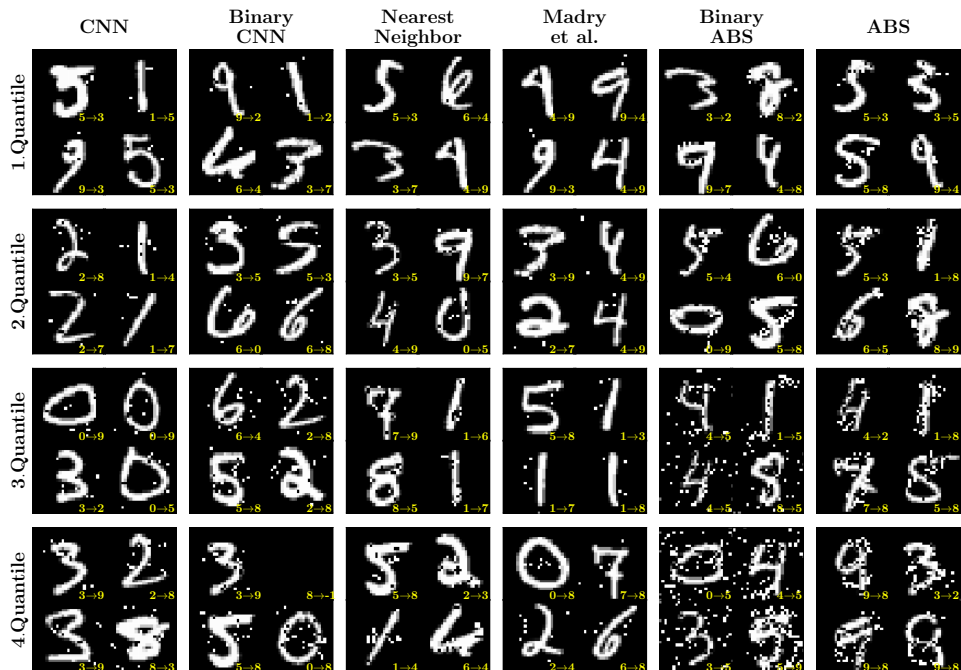 CNN
Binary
CNN
Nearest
Neighbor
Madry
et al.
Binary
ABS
ABS
1.Quantile
5→3 1→5 9→2 1→2 5→3 6→4 4→9 9→4 3→2 8→2 5→3 3→5
9→3 5→3 6→4 3→7 3→7 4→9 9→3 4→9 9→7 4→8 5→8 9→4
2.Quantile
2→8 1→4 3→5 5→3 3→5 9→7 3→9 4→9 5→4 6→0 5→3 1→8
2→7 1→7 6→0 6→8 4→9 0→5 2→7 4→9 0→9 5→8 6→5 8→9
3.Quantile
0→9 0→9 6→4 2→8 7→9 1→6 5→8 1→3 4→5 1→5 4→2 1→8
3→2 0→5 5→8 2→8 8→5 1→7 1→7 1→8 4→5 8→5 7→8 5→8
4.Quantile
3→9 2→8 3→9 8→-1 5→8 2→3 0→8 7→8 4→5 9→8 3→2
3→9 8→3 5→8 0→8 1→4 6→4 2→4 6→8 3→5 5→9 9→8 9→8